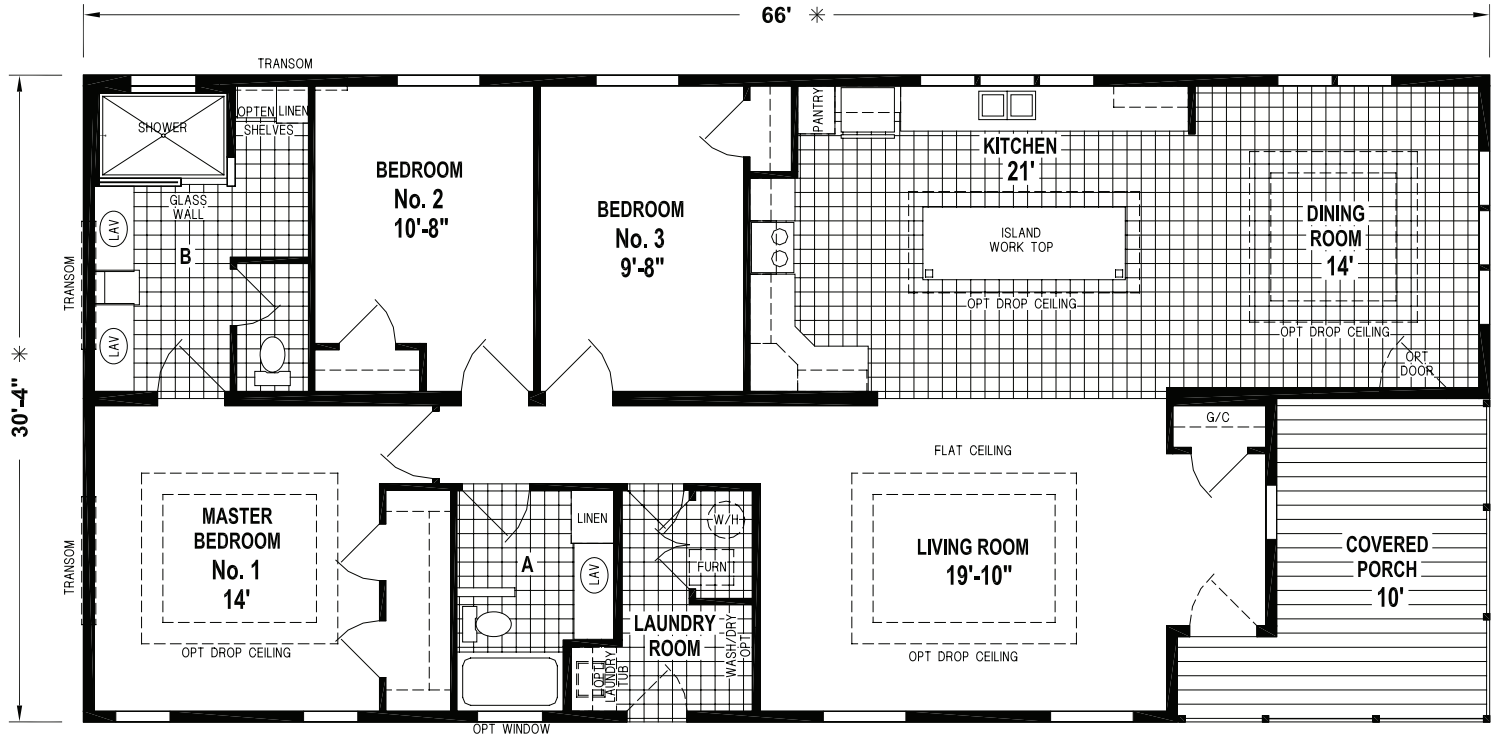 66' ✳
TRANSOM
30'-4" ✳
SHOWER
OPTEN
LINEN
SHELVES
GLASS
WALL
LAV
B
LAV
TRANSOM
BEDROOM
No. 2
10'-8"
BEDROOM
No. 3
9'-8"
PANTRY
KITCHEN
21'
ISLAND
WORK TOP
OPT DROP CEILING
DINING
ROOM
14'
OPT DROP CEILING
OPT
DOOR
TRANSOM
MASTER
BEDROOM
No. 1
14'
OPT DROP CEILING
LINEN
LAV
A
OPT WINDOW
W/H
FURN
LAUNDRY
ROOM
WASH/DRY
OPT
OPT
LAUNDRY
TUB
FLAT CEILING
LIVING ROOM
19'-10"
OPT DROP CEILING
G/C
COVERED
PORCH
10'